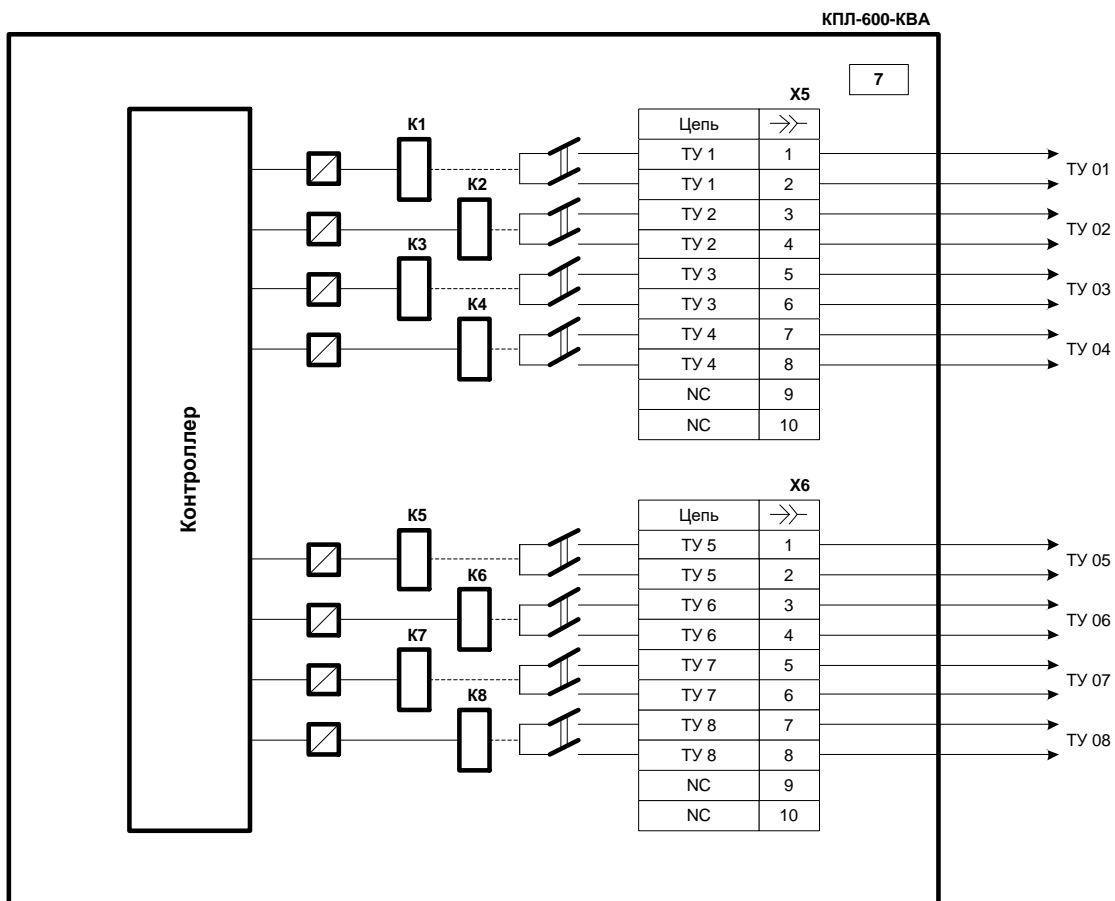 КПЛ-600-КВА
7
X5
Цепь
ТУ 1 1
ТУ 1 2
ТУ 2 3
ТУ 2 4
ТУ 3 5
ТУ 3 6
ТУ 4 7
ТУ 4 8
NC 9
NC 10
К1
К2
К3
К4
ТУ 01
ТУ 02
ТУ 03
ТУ 04
Контроллер
X6
Цепь
ТУ 5 1
ТУ 5 2
ТУ 6 3
ТУ 6 4
ТУ 7 5
ТУ 7 6
ТУ 8 7
ТУ 8 8
NC 9
NC 10
К5
К6
К7
К8
ТУ 05
ТУ 06
ТУ 07
ТУ 08